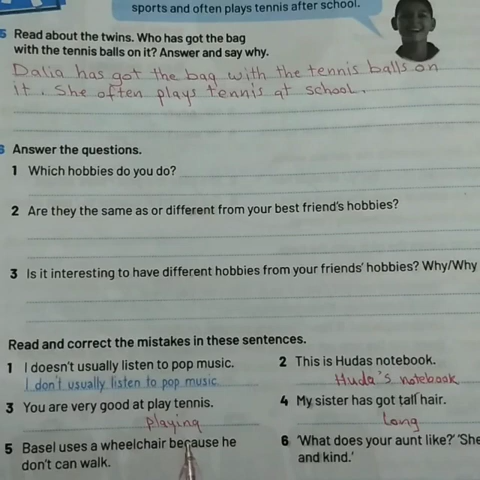 sports and often plays tennis after school.
5 Read about the twins. Who has got the bag
with the tennis balls on it? Answer and say why.
Dalia has got the bag with the tennis balls on
it. She often plays tennis at school.
6 Answer the questions.
1 Which hobbies do you do?
2 Are they the same as or different from your best friend's hobbies?
3 Is it interesting to have different hobbies from your friends' hobbies? Why/Why
Read and correct the mistakes in these sentences.
1 I doesn't usually listen to pop music.
I don't usually listen to pop music.
2 This is Hudas notebook.
Huda's notebook
3 You are very good at play tennis.
playing
4 My sister has got tall hair.
Long
5 Basel uses a wheelchair because he
don't can walk.
6 'What does your aunt like?' 'She
and kind.'